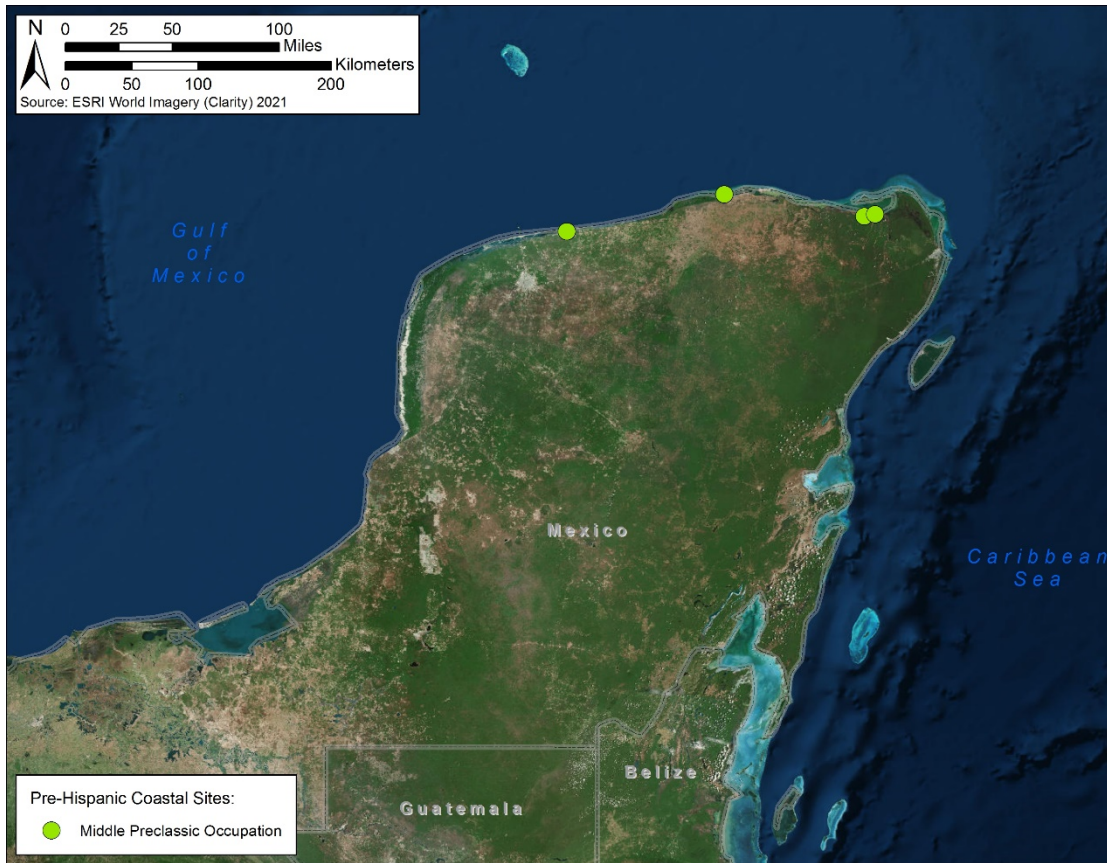 N
0 25 50 100
Miles
Kilometers
0 50 100 200
Source: ESRI World Imagery (Clarity) 2021
Gulf
of
Mexico
Mexico
Caribbean
Sea
Belize
Guatemala
Pre-Hispanic Coastal Sites:
Middle Preclassic Occupation